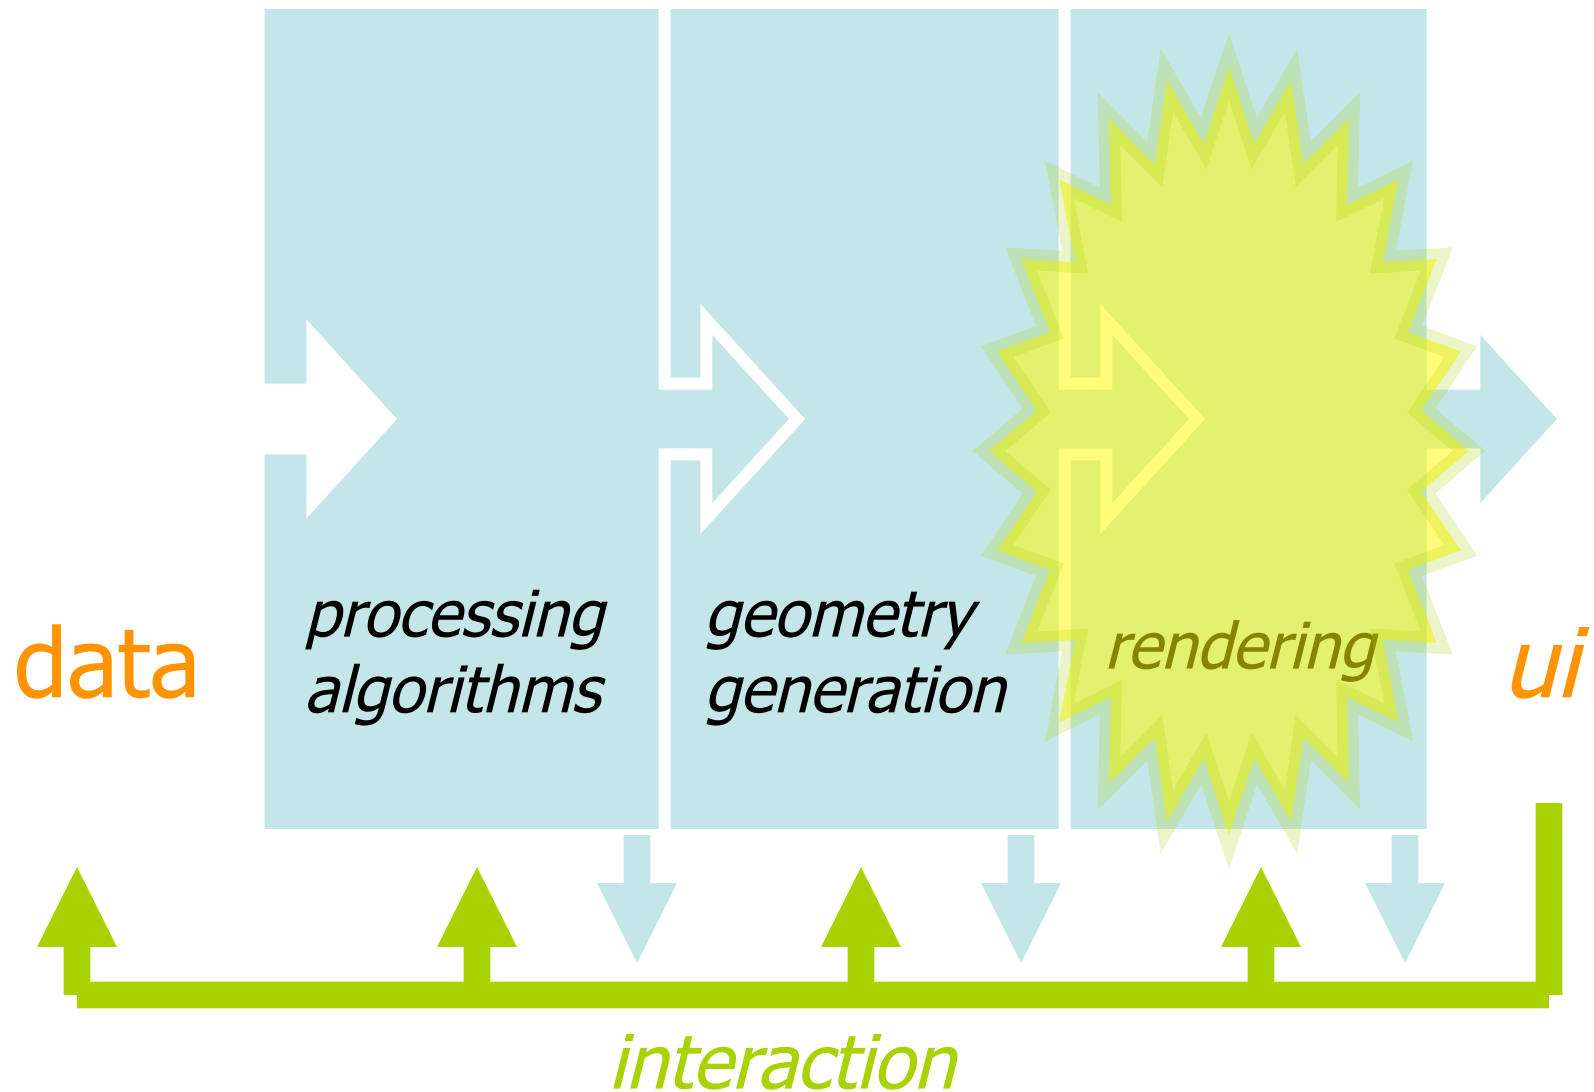 data
processing
algorithms
geometry
generation
rendering
ui
interaction